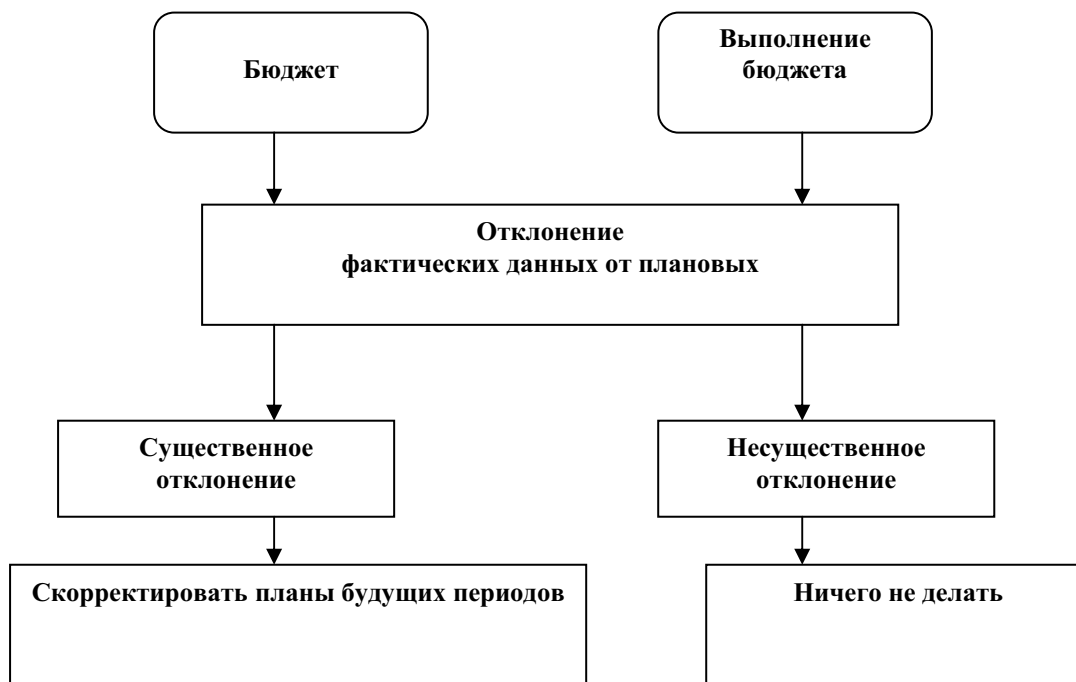 Бюджет
Выполнение
бюджета
Отклонение
фактических данных от плановых
Существенное
отклонение
Несущественное
отклонение
Скорректировать планы будущих периодов
Ничего не делать